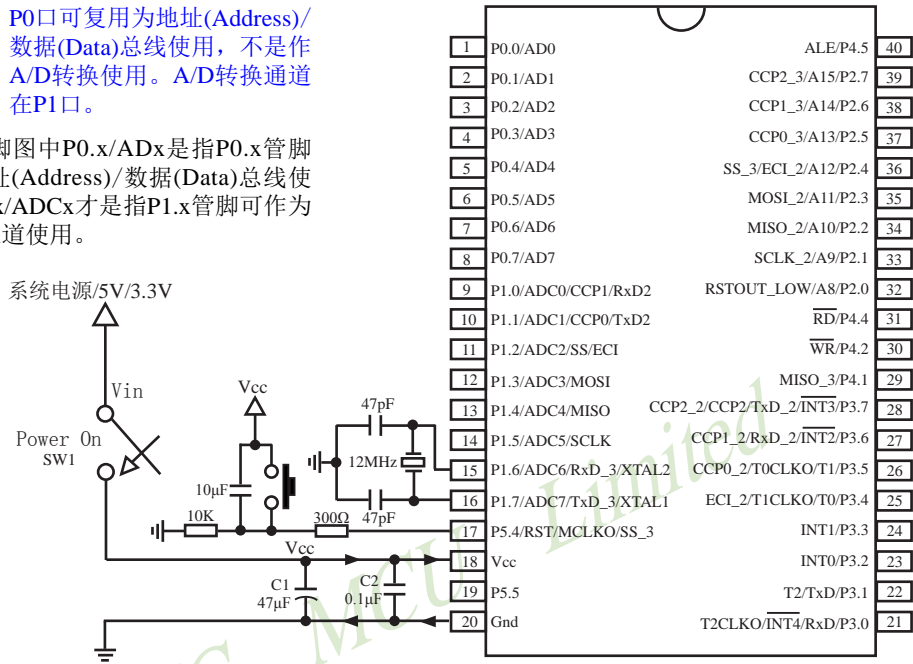 P0口可复用为地址(Address)/
数据(Data)总线使用，不是作
A/D转换使用。A/D转换通道
在P1口。
脚图中P0.x/ADx是指P0.x管脚
址(Address)/数据(Data)总线使
x/ADCx才是指P1.x管脚可作为
道使用。
系统电源/5V/3.3V
Vin
Power On
SW1
Vcc
10μF
10K
300Ω
47pF
12MHz
47pF
Vcc
C1
47μF
C2
0.1μF
1 P0.0/AD0
2 P0.1/AD1
3 P0.2/AD2
4 P0.3/AD3
5 P0.4/AD4
6 P0.5/AD5
7 P0.6/AD6
8 P0.7/AD7
9 P1.0/ADC0/CCP1/RxD2
10 P1.1/ADC1/CCP0/TxD2
11 P1.2/ADC2/SS/ECI
12 P1.3/ADC3/MOSI
13 P1.4/ADC4/MISO
14 P1.5/ADC5/SCLK
15 P1.6/ADC6/RxD_3/XTAL2
16 P1.7/ADC7/TxD_3/XTAL1
17 P5.4/RST/MCLKO/SS_3
18 Vcc
19 P5.5
20 Gnd
ALE/P4.5 40
CCP2_3/A15/P2.7 39
CCP1_3/A14/P2.6 38
CCP0_3/A13/P2.5 37
SS_3/ECI_2/A12/P2.4 36
MOSI_2/A11/P2.3 35
MISO_2/A10/P2.2 34
SCLK_2/A9/P2.1 33
RSTOUT_LOW/A8/P2.0 32
RD/P4.4 31
WR/P4.2 30
MISO_3/P4.1 29
CCP2_2/CCP2/TxD_2/INT3/P3.7 28
CCP1_2/RxD_2/INT2/P3.6 27
CCP0_2/T0CLKO/T1/P3.5 26
ECI_2/T1CLKO/T0/P3.4 25
INT1/P3.3 24
INT0/P3.2 23
T2/TxD/P3.1 22
T2CLKO/INT4/RxD/P3.0 21
MCU Limited